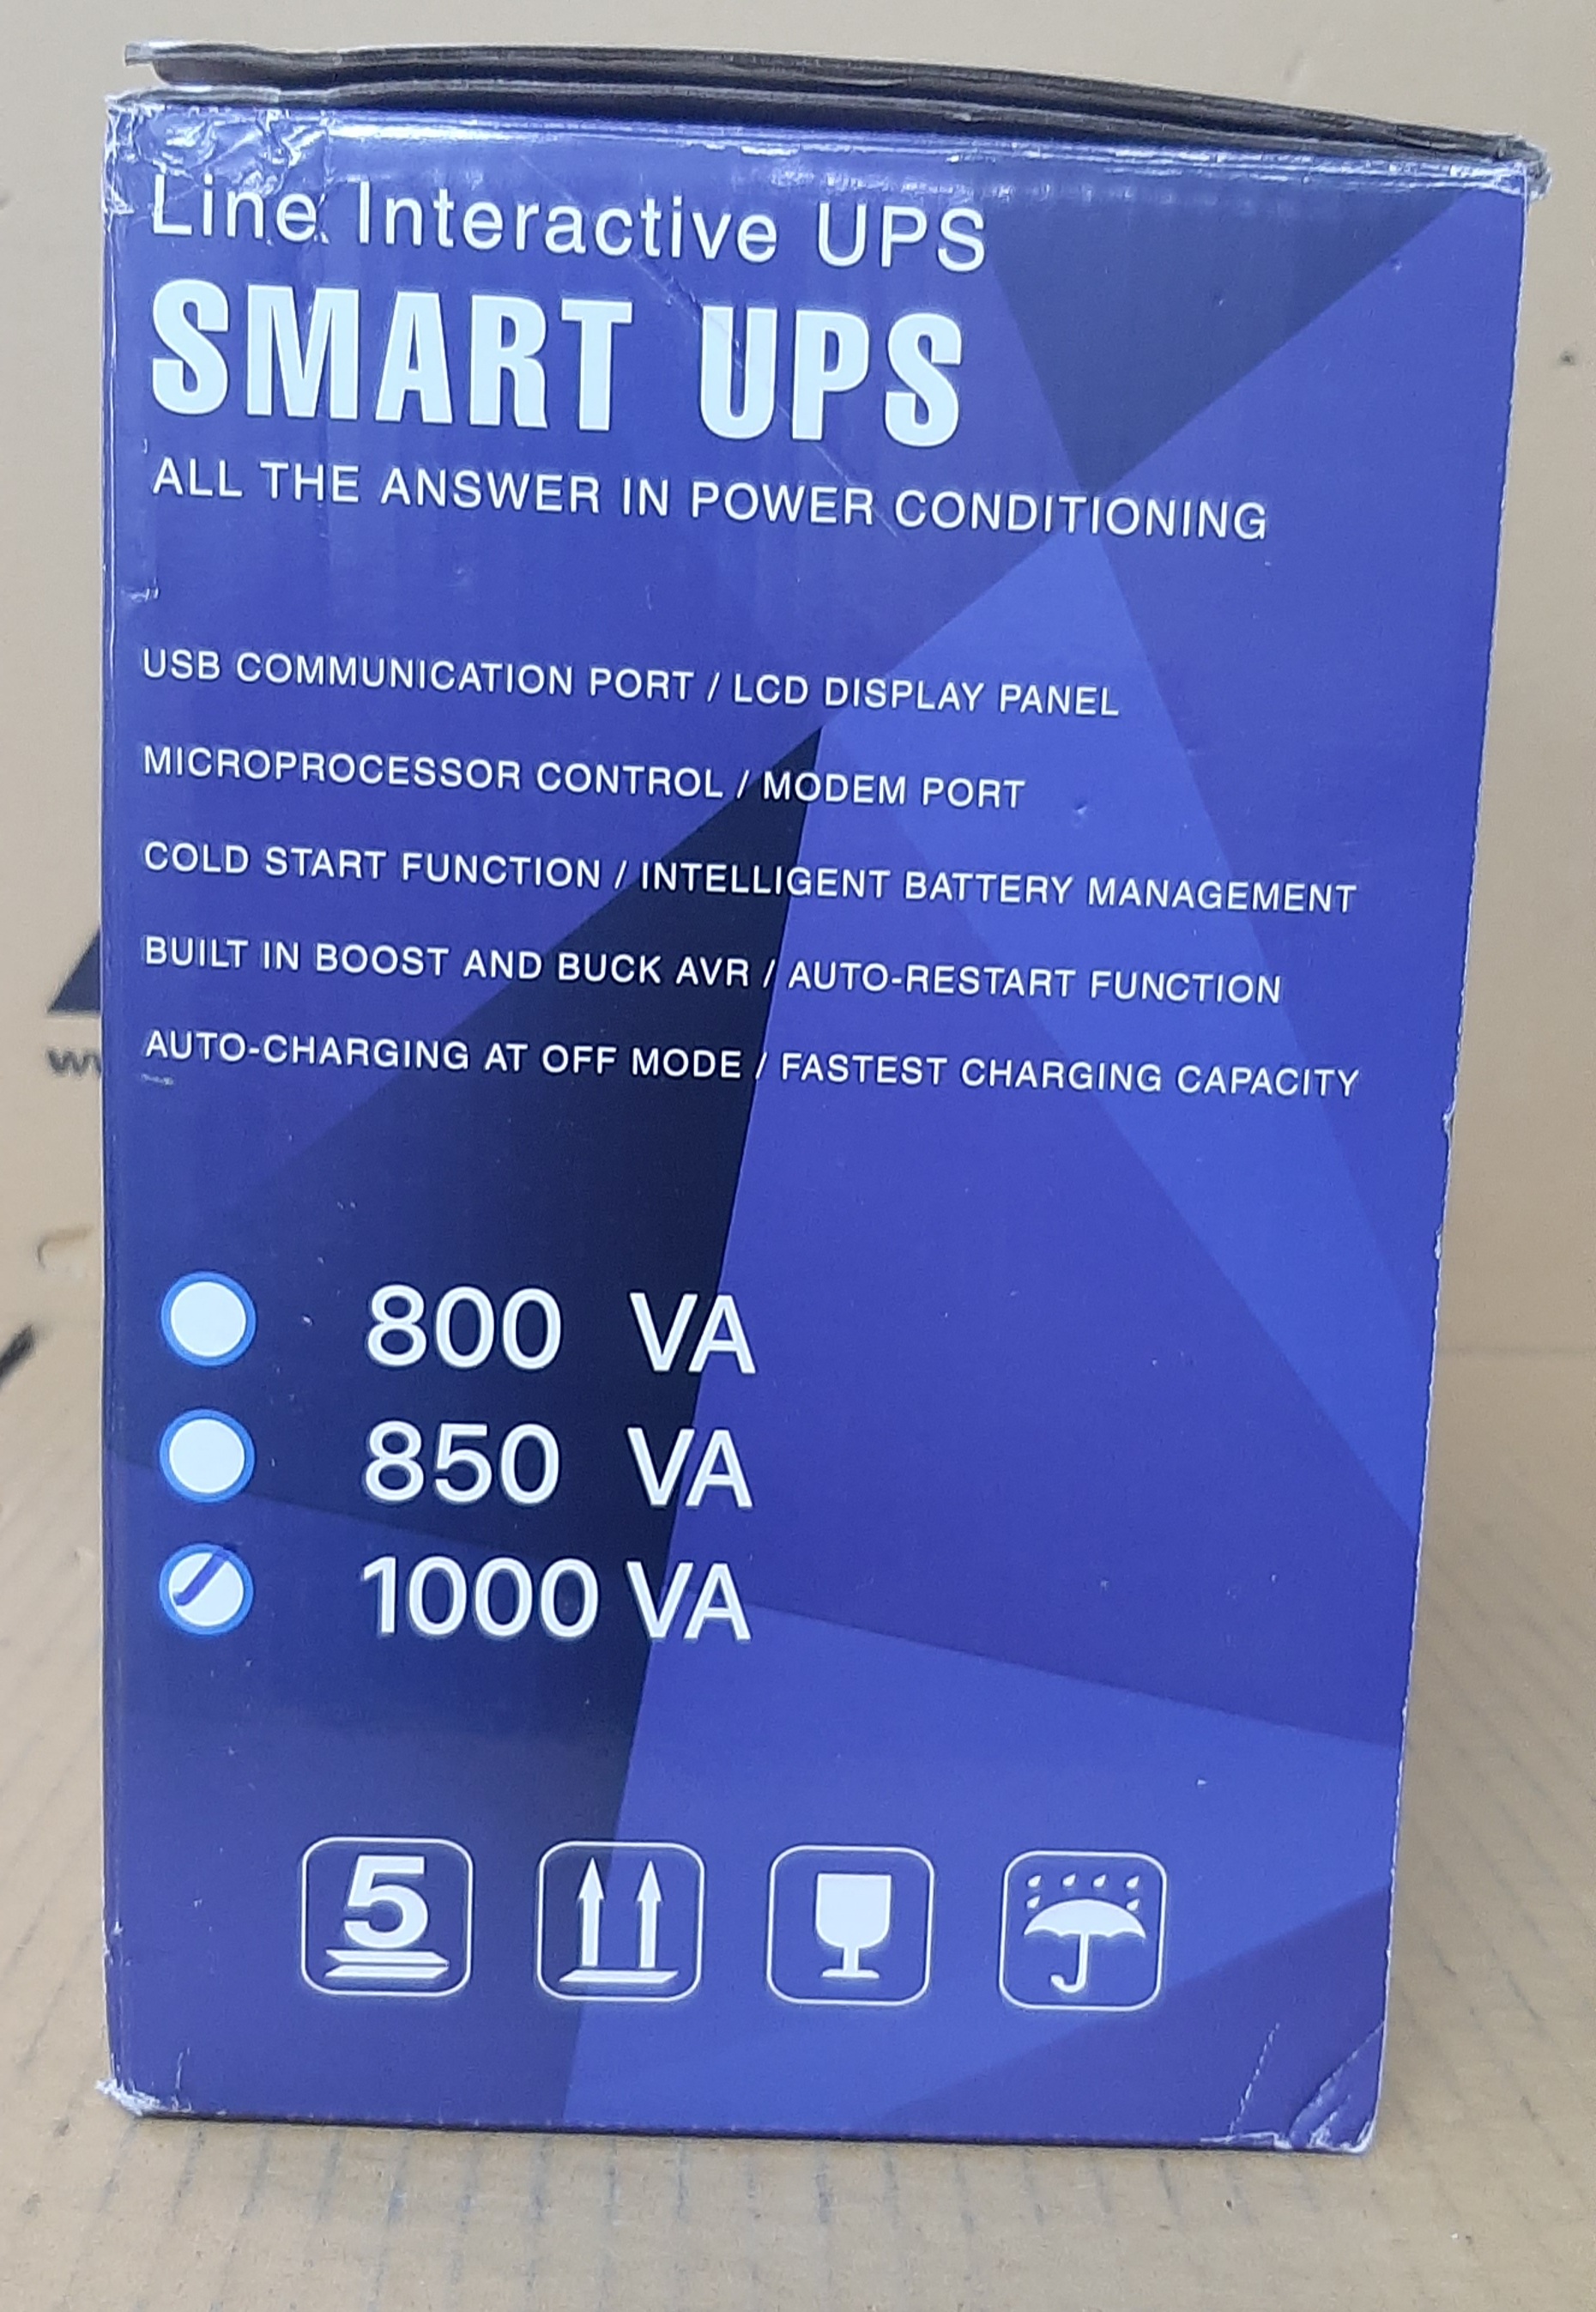 Line Interactive UPS
SMART UPS
ALL THE ANSWER IN POWER CONDITIONING
USB COMMUNICATION PORT / LCD DISPLAY PANEL
MICROPROCESSOR CONTROL / MODEM PORT
COLD START FUNCTION / INTELLIGENT BATTERY MANAGEMENT
BUILT IN BOOST AND BUCK AVR / AUTO-RESTART FUNCTION
AUTO-CHARGING AT OFF MODE / FASTEST CHARGING CAPACITY
800 VA
850 VA
1000 VA
5